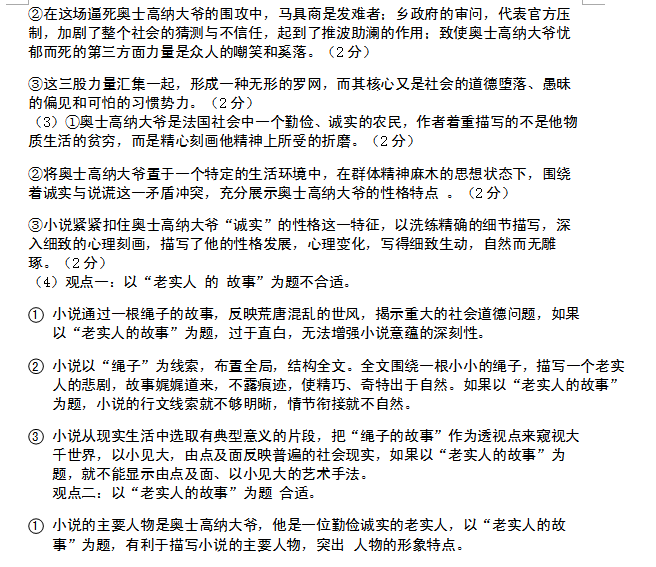 ②在这场逼死奥士高纳大爷的围攻中，马具商是发难者；乡政府的审问，代表官方压
制，加剧了整个社会的猜测与不信任，起到了推波助澜的作用；致使奥士高纳大爷忧
郁而死的第三方面力量是众人的嘲笑和奚落。（2分）
③这三股力量汇集一起，形成一种无形的罗网，而其核心又是社会的道德堕落、愚昧
的偏见和可怕的习惯势力。（2分）
（3）①奥士高纳大爷是法国社会中一个勤俭、诚实的农民，作者着重描写的不是他物
质生活的贫穷，而是精心刻画他精神上所受的折磨。（2分）
②将奥士高纳大爷置于一个特定的生活环境中，在群体精神麻木的思想状态下，围绕
着诚实与说谎这一矛盾冲突，充分展示奥士高纳大爷的性格特点 。（2分）
③小说紧紧扣住奥士高纳大爷“诚实”的性格这一特征，以洗练精确的细节描写，深
入细致的心理刻画，描写了他的性格发展，心理变化，写得细致生动，自然而无雕
琢。（2分）
（4）观点一：以“老实人 的 故事”为题不合适。
① 小说通过一根绳子的故事，反映荒唐混乱的世风，揭示重大的社会道德问题，如果
以“老实人的故事”为题，过于直白，无法增强小说意蕴的深刻性。
② 小说以“绳子”为线索，布置全局，结构全文。全文围绕一根小小的绳子，描写一个老实
人的悲剧，故事娓娓道来，不露痕迹，使精巧、奇特出于自然。如果以“老实人的故事”
为题，小说的行文线索就不够明晰，情节衔接就不自然。
③ 小说从现实生活中选取有典型意义的片段，把“绳子的故事”作为透视点来窥视大
千世界，以小见大，由点及面反映普遍的社会现实，如果以“老实人的故事”为
题，就不能显示由点及面、以小见大的艺术手法。
观点二：以“老实人的故事”为题 合适。
① 小说的主要人物是奥士高纳大爷，他是一位勤俭诚实的老实人，以“老实人的故
事”为题，有利于描写小说的主要人物，突出 人物的形象特点。